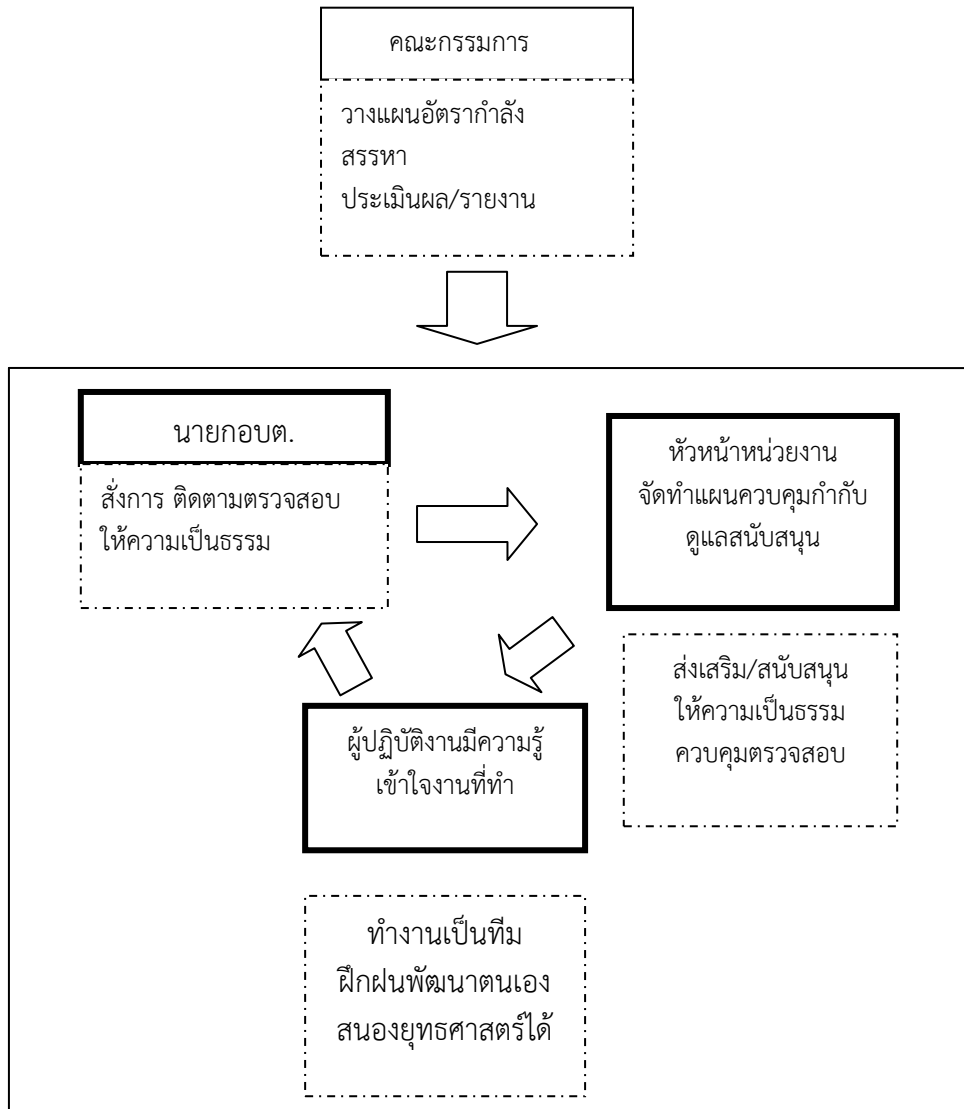 คณะกรรมการ
วางแผนอัตรากำลัง
สรรหา
ประเมินผล/รายงาน
นายกอบต.
สั่งการ ติดตามตรวจสอบ
ให้ความเป็นธรรม
หัวหน้าหน่วยงาน
จัดทำแผนควบคุมกำกับ
ดูแลสนับสนุน
ส่งเสริม/สนับสนุน
ให้ความเป็นธรรม
ควบคุมตรวจสอบ
ผู้ปฏิบัติงานมีความรู้
เข้าใจงานที่ทำ
ทำงานเป็นทีม
ฝึกฝนพัฒนาตนเอง
สนองยุทธศาสตร์ได้